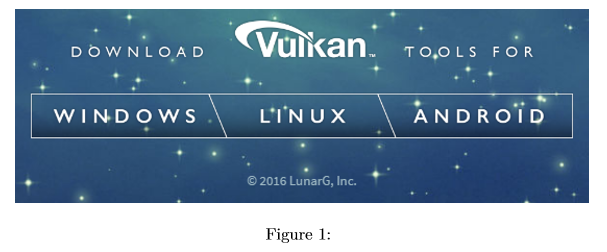 DOWNLOAD Vulkan™ TOOLS FOR
WINDOWS LINUX ANDROID
© 2016 LunarG, Inc.
Figure 1: